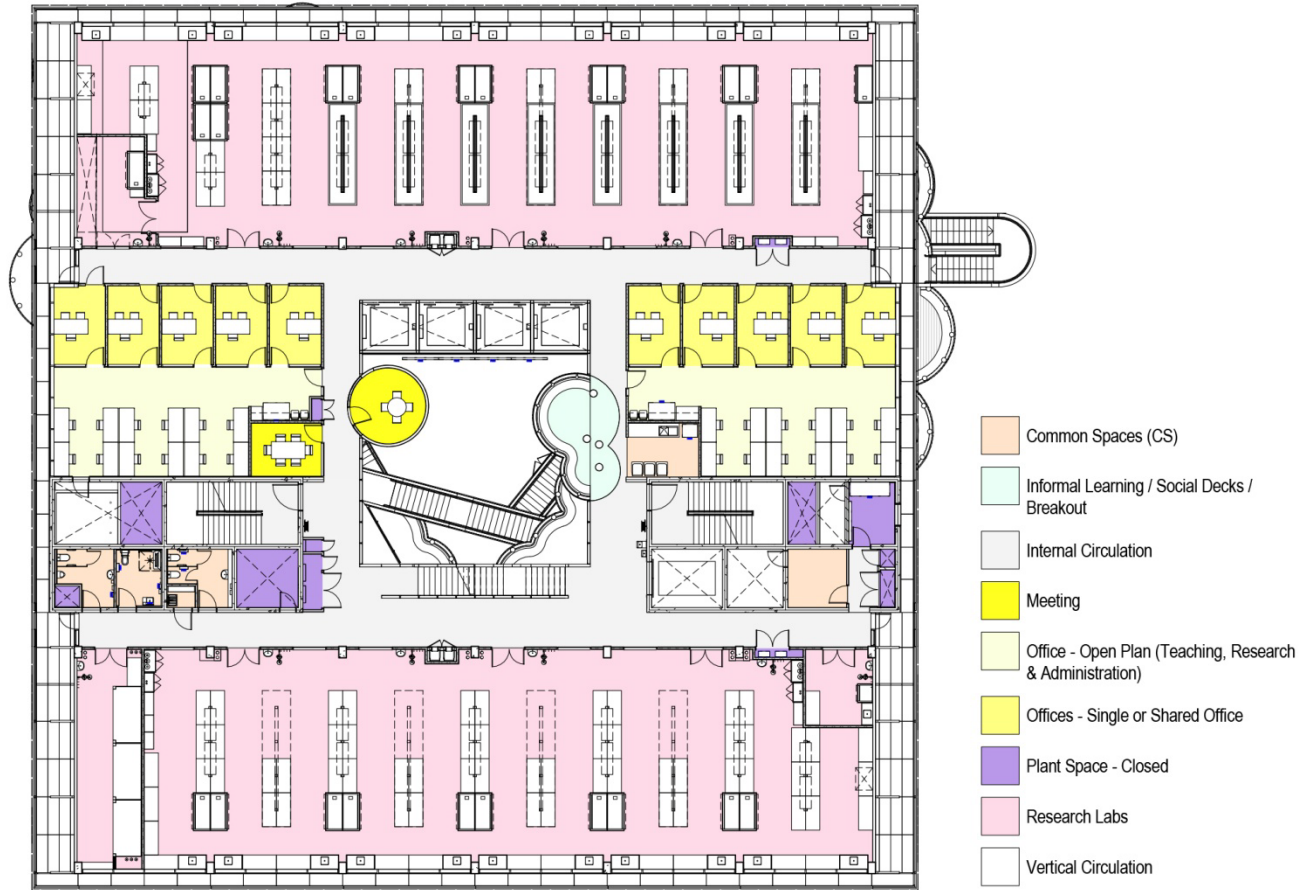 Common Spaces (CS)
Informal Learning / Social Decks /
Breakout
Internal Circulation
Meeting
Office - Open Plan (Teaching, Research
& Administration)
Offices - Single or Shared Office
Plant Space - Closed
Research Labs
Vertical Circulation